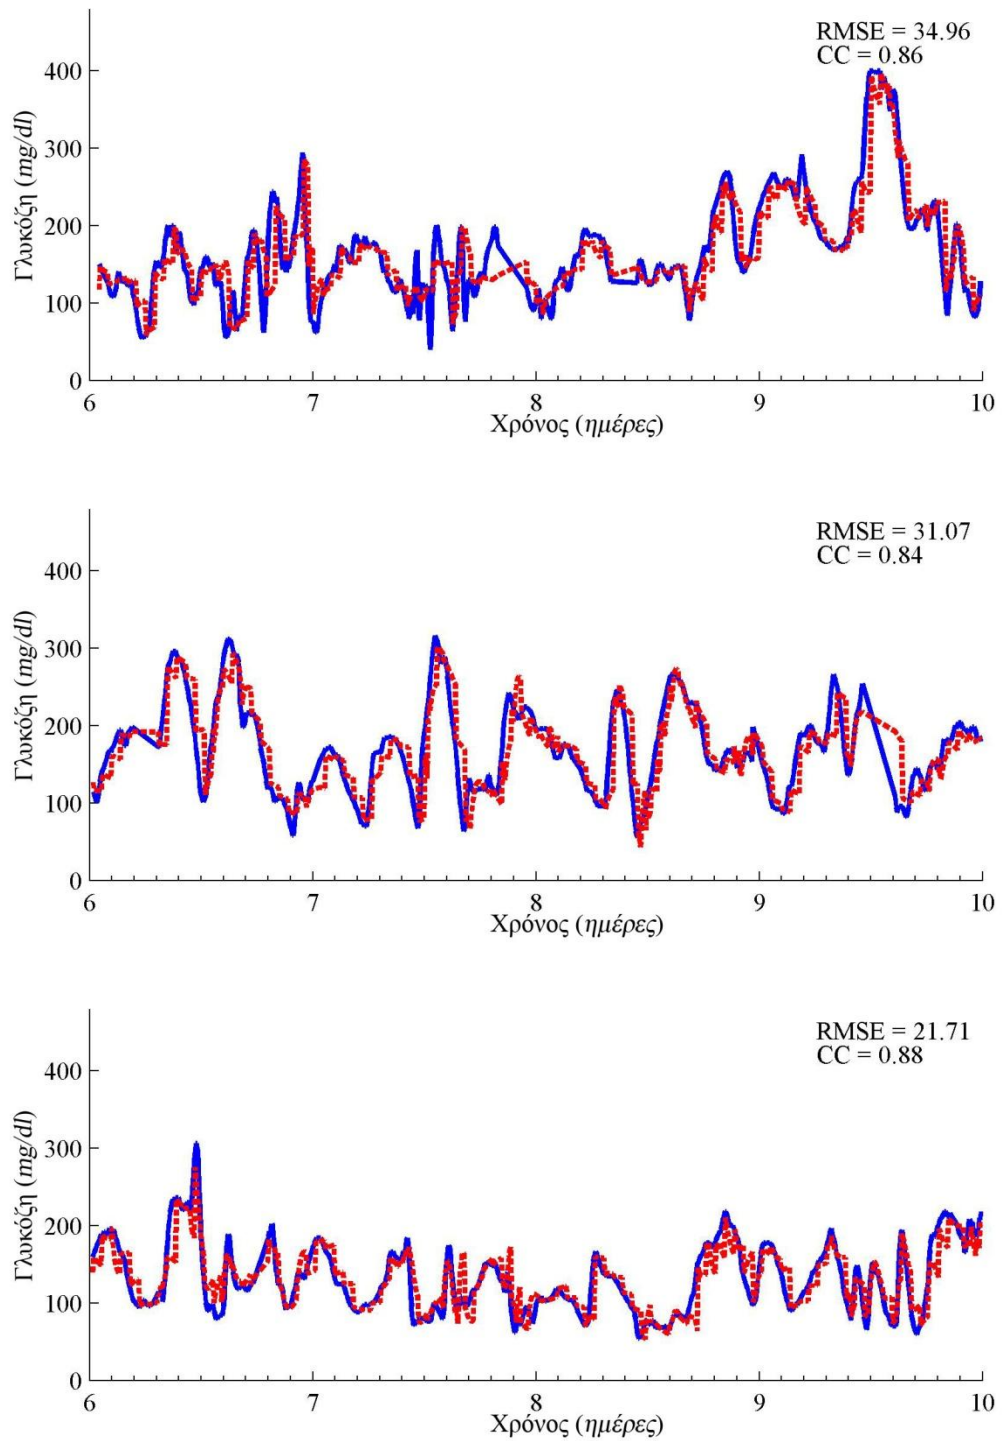 RMSE = 34.96
CC = 0.86
Γλυκόζη (mg/dl)
400
300
200
100
0
6 7 8 9 10
Χρόνος (ημέρες)
RMSE = 31.07
CC = 0.84
Γλυκόζη (mg/dl)
400
300
200
100
0
6 7 8 9 10
Χρόνος (ημέρες)
RMSE = 21.71
CC = 0.88
Γλυκόζη (mg/dl)
400
300
200
100
0
6 7 8 9 10
Χρόνος (ημέρες)